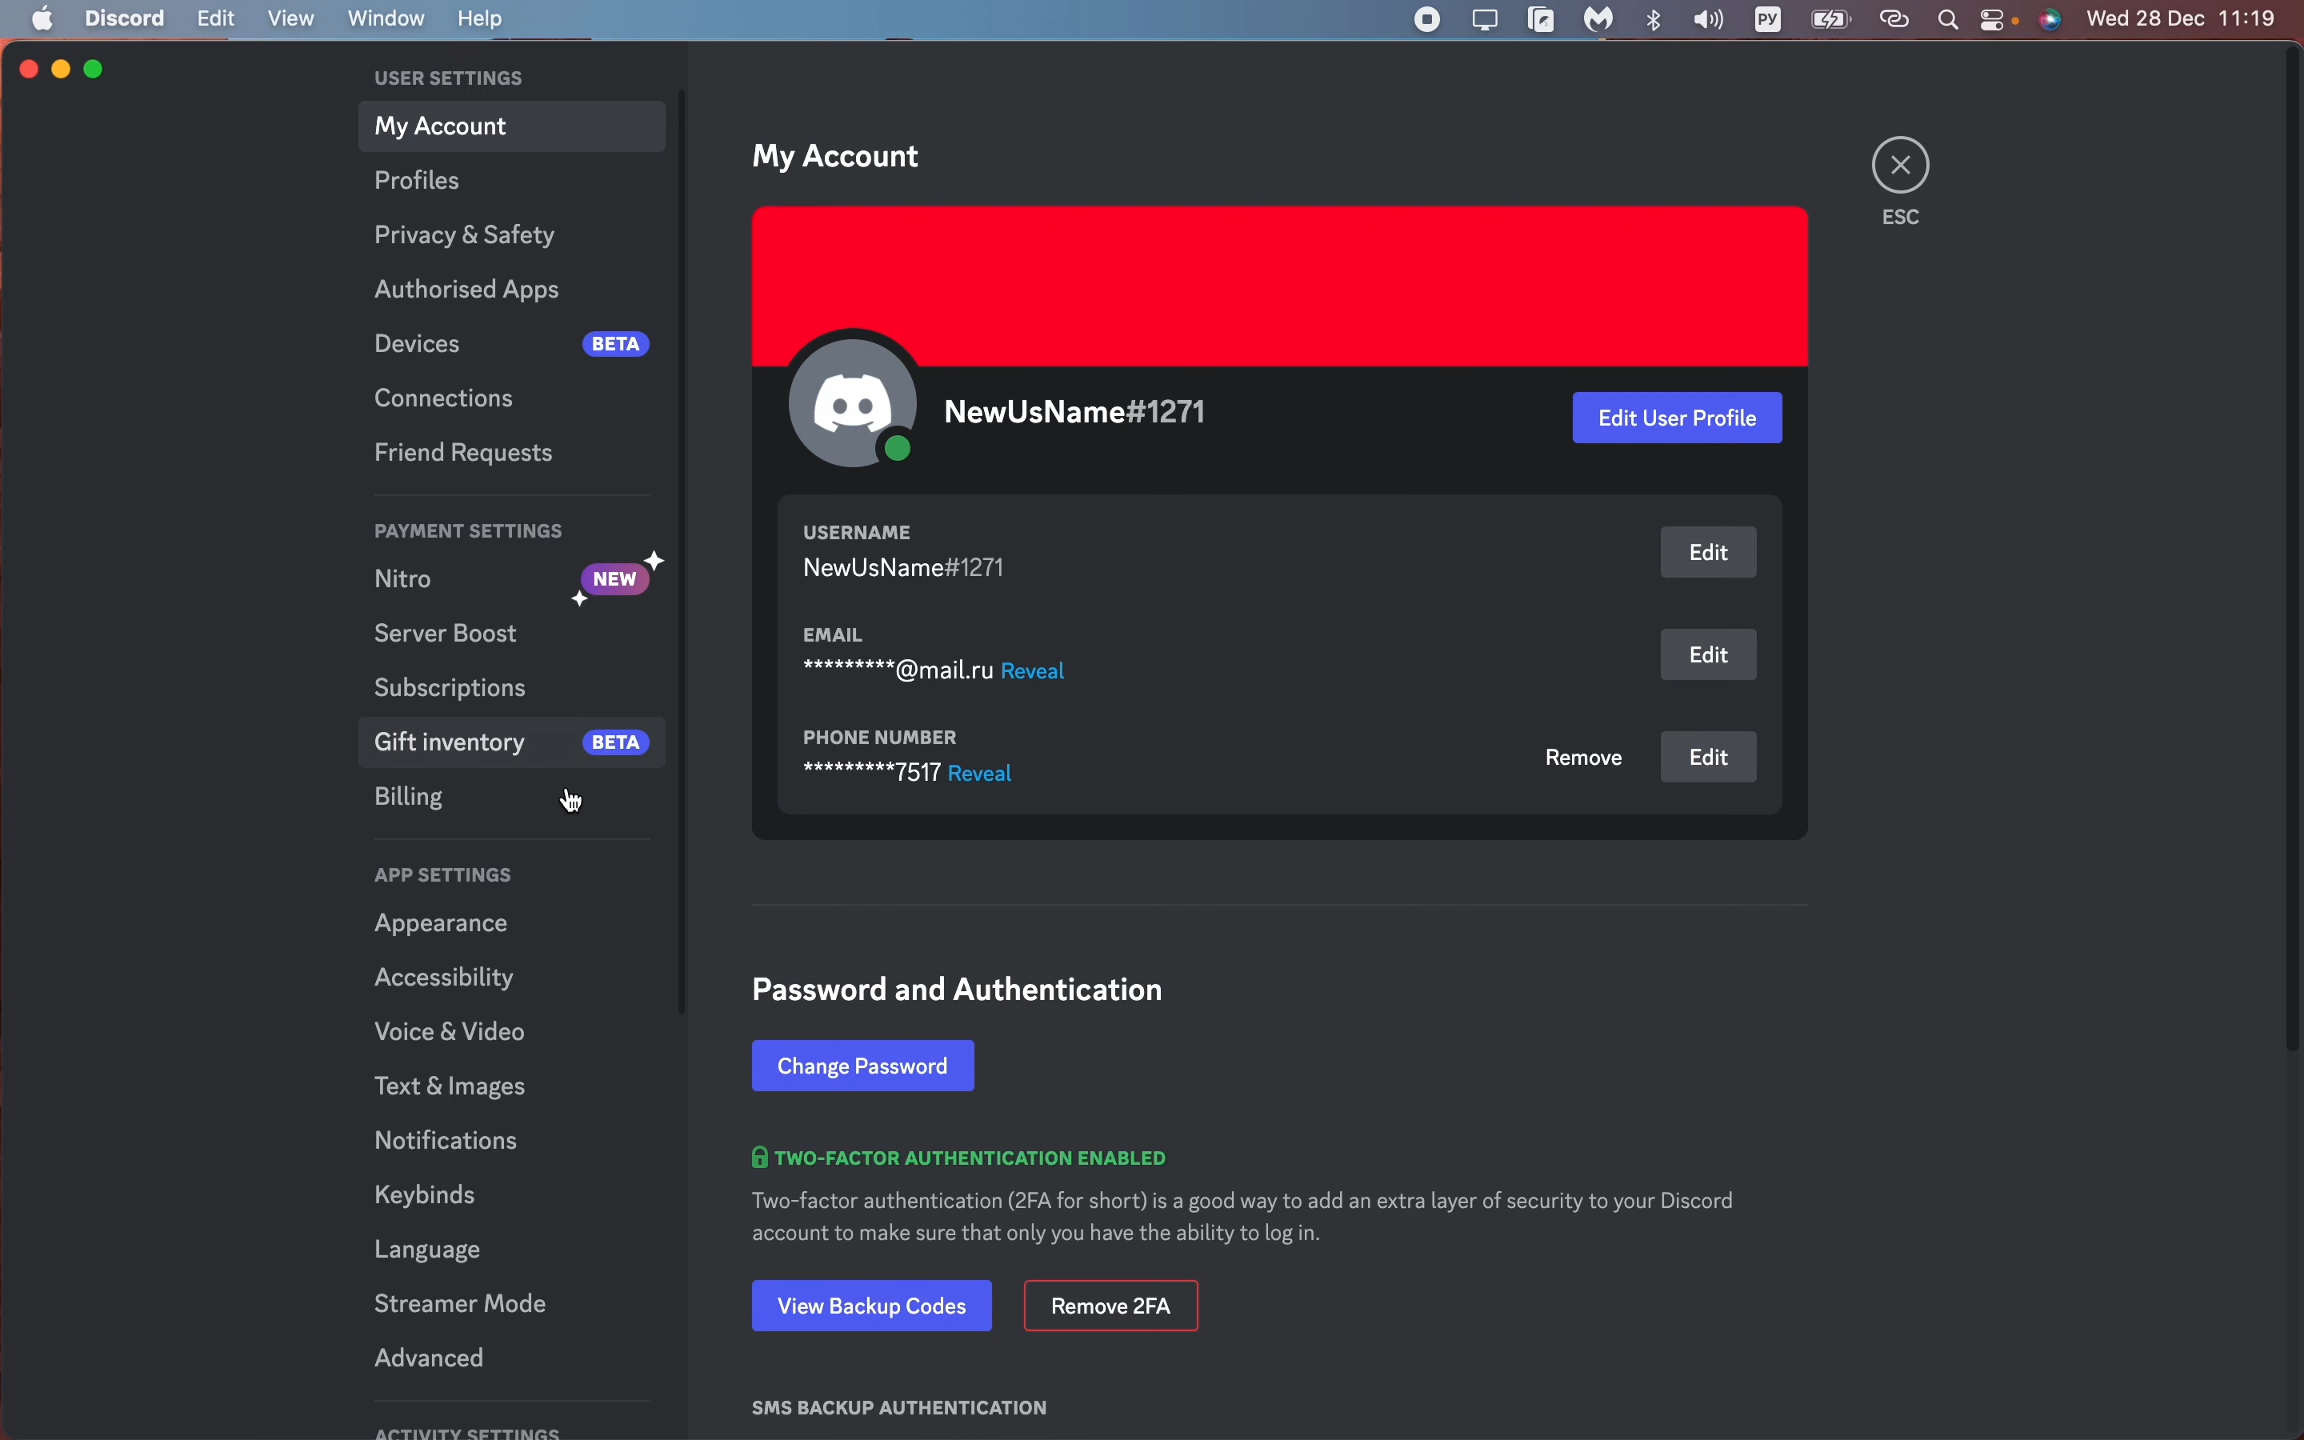 Discord Edit View Window Help РУ Wed 28 Dec 11:19
USER SETTINGS
My Account
Profiles
Privacy & Safety
Authorised Apps
Devices BETA
Connections
Friend Requests
PAYMENT SETTINGS
Nitro NEW
Server Boost
Subscriptions
Gift inventory BETA
Billing
APP SETTINGS
Appearance
Accessibility
Voice & Video
Text & Images
Notifications
Keybinds
Language
Streamer Mode
Advanced
ACTIVITY SETTINGS
My Account
ESC
NewUsName#1271
Edit User Profile
USERNAME
NewUsName#1271
Edit
EMAIL
*********@mail.ru Reveal
Edit
PHONE NUMBER
*********7517 Reveal
Remove Edit
Password and Authentication
Change Password
TWO-FACTOR AUTHENTICATION ENABLED
Two-factor authentication (2FA for short) is a good way to add an extra layer of security to your Discord
account to make sure that only you have the ability to log in.
View Backup Codes Remove 2FA
SMS BACKUP AUTHENTICATION